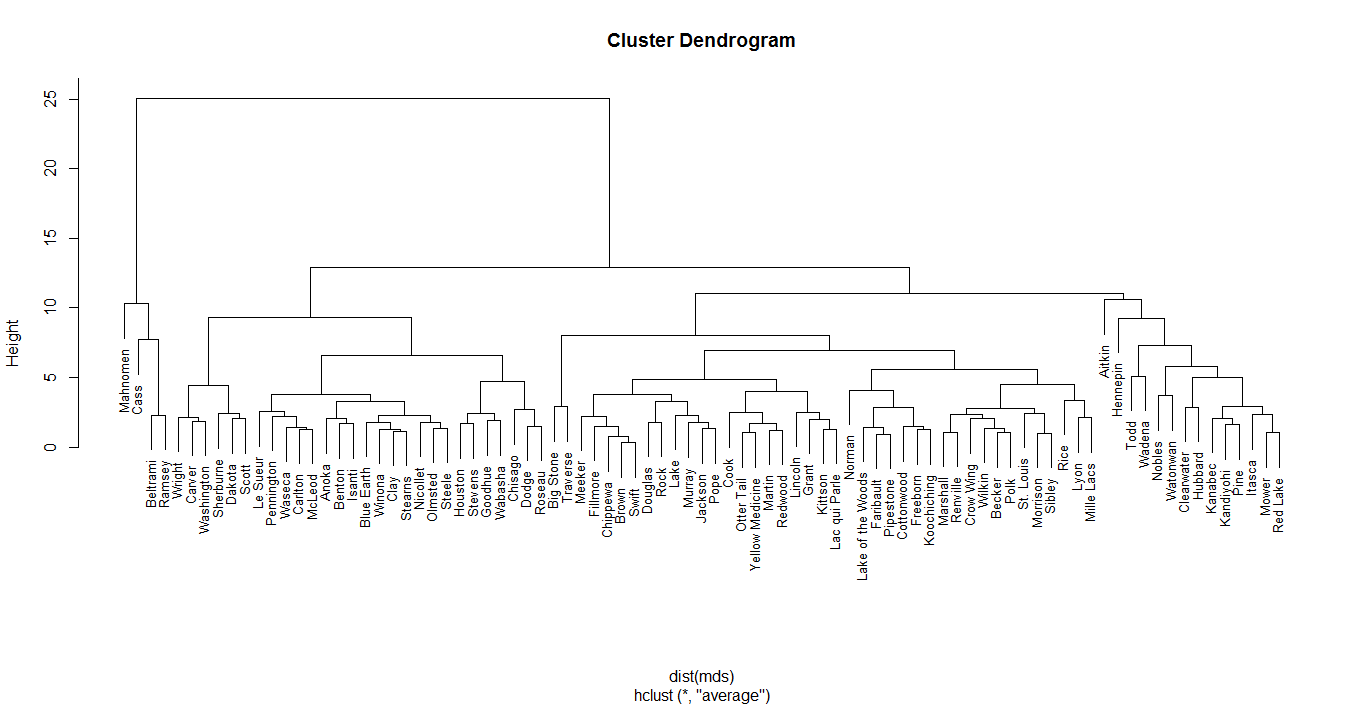 Cluster Dendrogram
Height
25
20
15
10
5
0
Mahnomen
Cass
Beltrami
Ramsey
Wright
Carver
Washington
Sherburne
Dakota
Scott
Le Sueur
Pennington
Waseca
Carlton
McLeod
Anoka
Benton
Isanti
Blue Earth
Winona
Clay
Stearns
Nicollet
Olmsted
Steele
Houston
Stevens
Goodhue
Wabasha
Chisago
Dodge
Roseau
Big Stone
Traverse
Meeker
Fillmore
Chippewa
Brown
Swift
Douglas
Rock
Lake
Murray
Jackson
Pope
Cook
Otter Tail
Yellow Medicine
Martin
Redwood
Lincoln
Grant
Kittson
Lac qui Parle
Norman
Lake of the Woods
Faribault
Pipestone
Cottonwood
Freeborn
Koochiching
Marshall
Renville
Crow Wing
Wilkin
Becker
Polk
St. Louis
Morrison
Sibley
Rice
Lyon
Mille Lacs
Aitkin
Hennepin
Todd
Wadena
Nobles
Watonwan
Clearwater
Hubbard
Kanabec
Kandiyohi
Pine
Itasca
Mower
Red Lake
dist(mds)
hclust (*, "average")